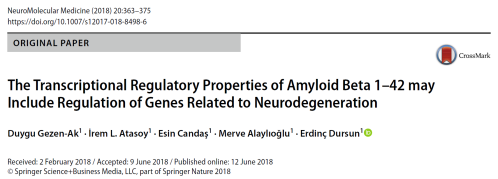 NeuroMolecular Medicine (2018) 20:363–375
https://doi.org/10.1007/s12017-018-8498-6
ORIGINAL PAPER
CrossMark
The Transcriptional Regulatory Properties of Amyloid Beta 1–42 may
Include Regulation of Genes Related to Neurodegeneration
Duygu Gezen-Ak¹ · İrem L. Atasoy¹ · Esin Candaş¹ · Merve Alaylıoğlu¹ · Erdinç Dursun¹
Received: 2 February 2018 / Accepted: 9 June 2018 / Published online: 12 June 2018
© Springer Science+Business Media, LLC, part of Springer Nature 2018